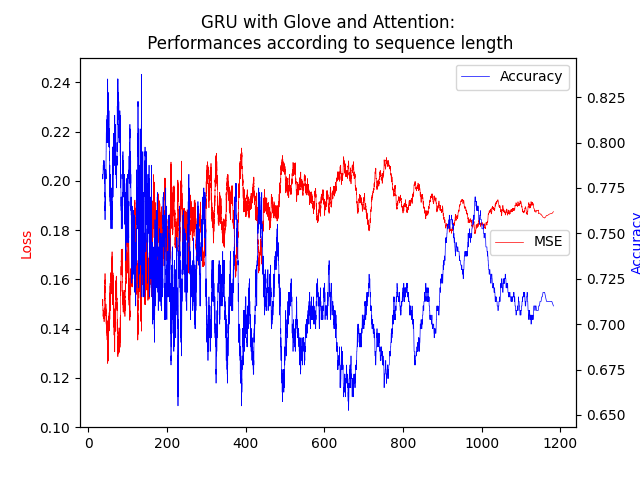 GRU with Glove and Attention:
Performances according to sequence length
Accuracy
MSE
Loss
Accuracy
0.24
0.22
0.20
0.18
0.16
0.14
0.12
0.10
0.825
0.800
0.775
0.750
0.725
0.700
0.675
0.650
0 200 400 600 800 1000 1200